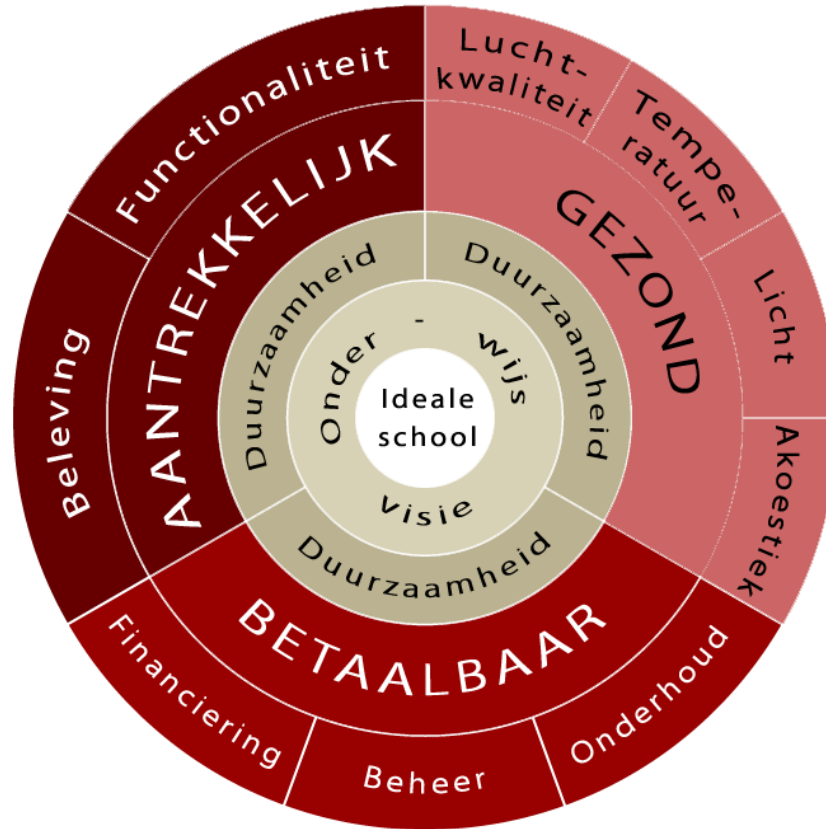 Functionaliteit
Lucht-
kwaliteit
Tempe-
ratuur
Licht
Akoestiek
Onderhoud
Beheer
Financiering
Beleving
AANTREKKELIJK
GEZOND
BETAALBAAR
Duurzaamheid
Duurzaamheid
Duurzaamheid
Onder - wijs
visie
Ideale
school